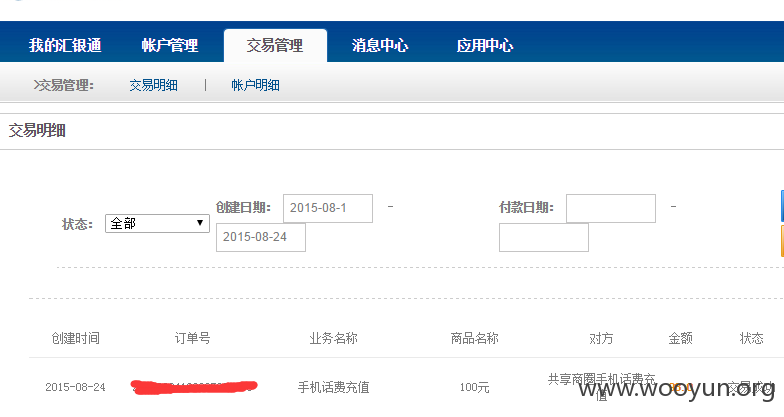 我的汇银通 帐户管理 交易管理 消息中心 应用中心
>交易管理： 交易明细 | 帐户明细
交易明细
状态： 全部 创建日期： 2015-08-1 - 付款日期： -
2015-08-24
创建时间 订单号 业务名称 商品名称 对方 金额 状态
2015-08-24 手机话费充值 100元 共享商圈手机话费充值 交易成功
www.wooyun.org